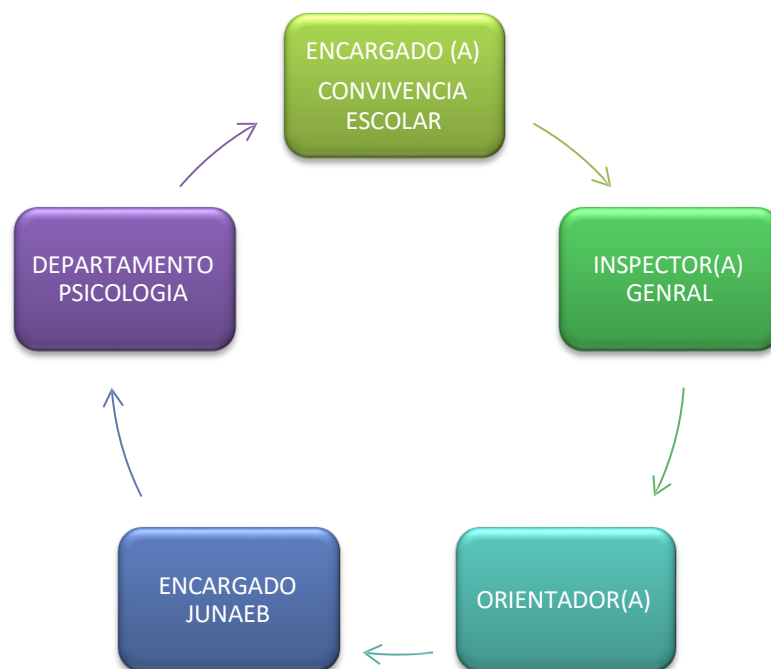 ENCARGADO (A)
CONVIVENCIA
ESCOLAR
INSPECTOR(A)
GENRAL
ORIENTADOR(A)
ENCARGADO
JUNAEB
DEPARTAMENTO
PSICOLOGIA